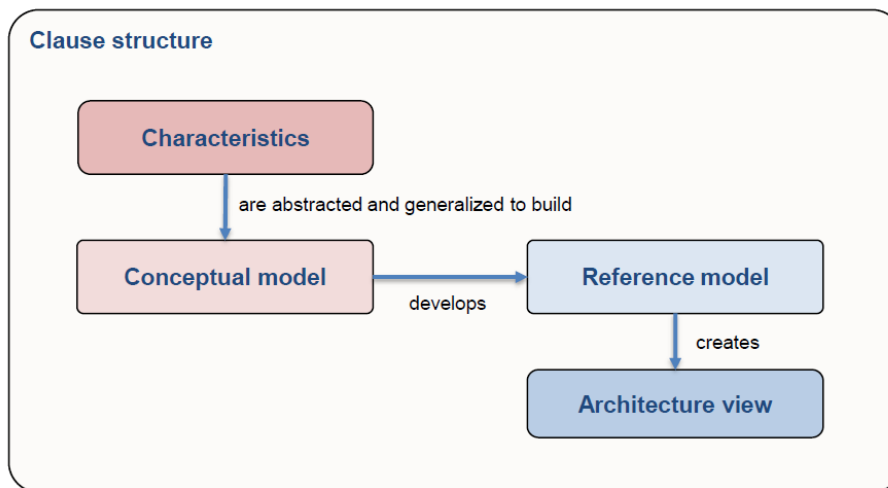 Clause structure
Characteristics
are abstracted and generalized to build
Conceptual model
develops
Reference model
creates
Architecture view